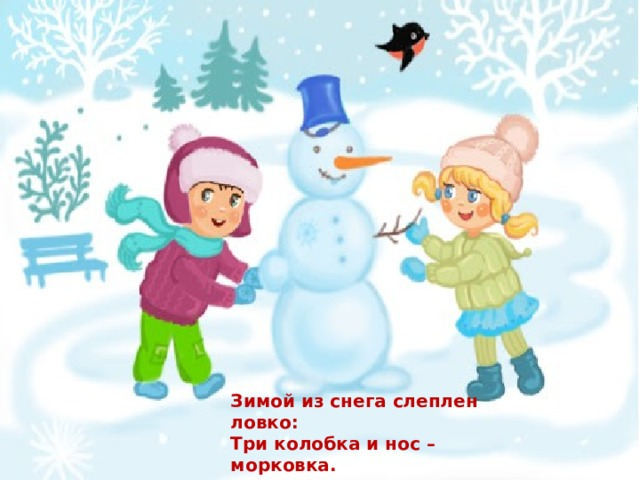 Зимой из снега слеплен
ловко:
Три колобка и нос –
морковка.